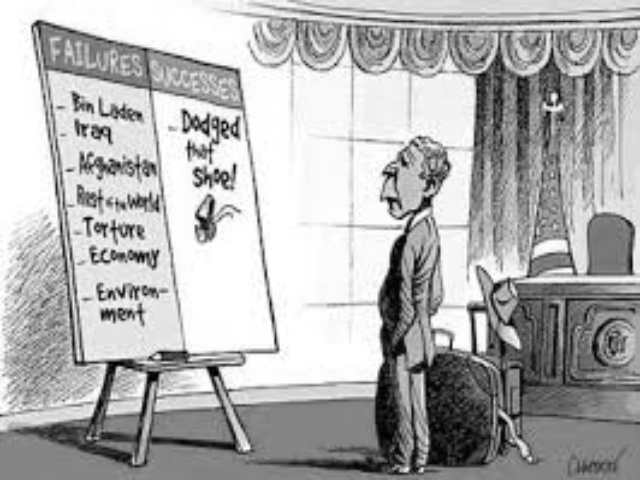 FAILURES
- Bin Laden
- Iraq
- Afghanistan
- Rest of the World
- Torture
- Economy
- Environ-
ment
SUCCESSES
- Dodged
that
shoe!